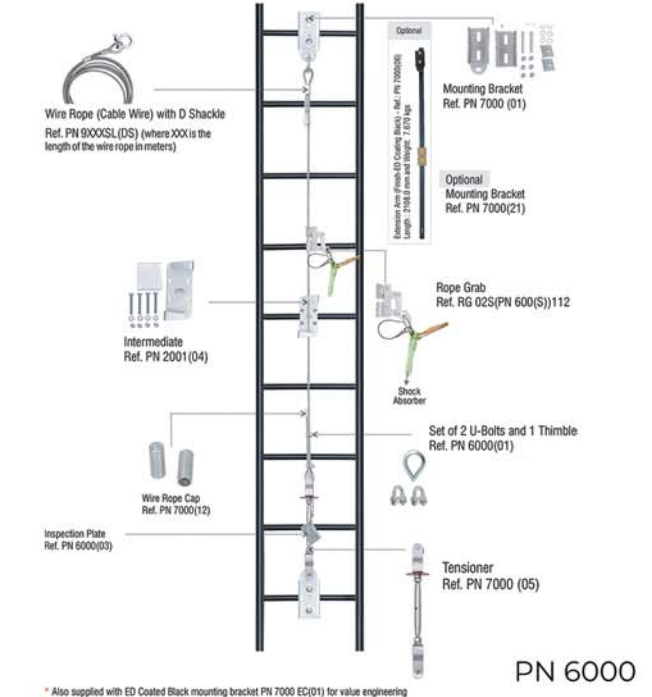 Optional
Mounting Bracket
Ref. PN 7000 (01)
Wire Rope (Cable Wire) with D Shackle
Ref. PN 9XXXSL(DS) (where XXX is the
length of the wire rope in meters)
Extension Arm (Finish-ED Coating Black) - Ref.: PN 7000(06)
Length : 2108.0 mm and Weight: 7.670 kgs
Optional
Mounting Bracket
Ref. PN 7000(21)
Rope Grab
Ref. RG 02S(PN 600(S))112
Intermediate
Ref. PN 2001(04)
Shock
Absorber
Set of 2 U-Bolts and 1 Thimble
Ref. PN 6000(01)
Wire Rope Cap
Ref. PN 7000(12)
Inspection Plate
Ref. PN 6000(03)
Tensioner
Ref. PN 7000 (05)
PN 6000
* Also supplied with ED Coated Black mounting bracket PN 7000 EC(01) for value engineering